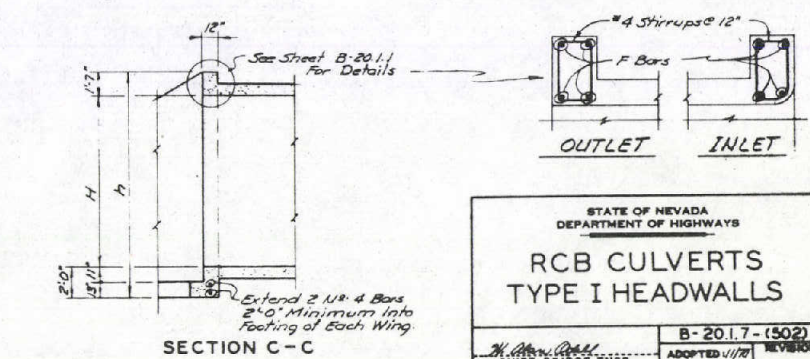 12"
See Sheet B-20.1.1
For Details
1'-7"
H
h
2'-0"
11"
13"
Extend 2 No. 4 Bars
2'-0" Minimum Into
Footing of Each Wing.
SECTION C-C
#4 Stirrups @ 12"
F Bars
OUTLET
INLET
STATE OF NEVADA
DEPARTMENT OF HIGHWAYS
RCB CULVERTS
TYPE I HEADWALLS
B-20.1.7-(502)
ADOPTED